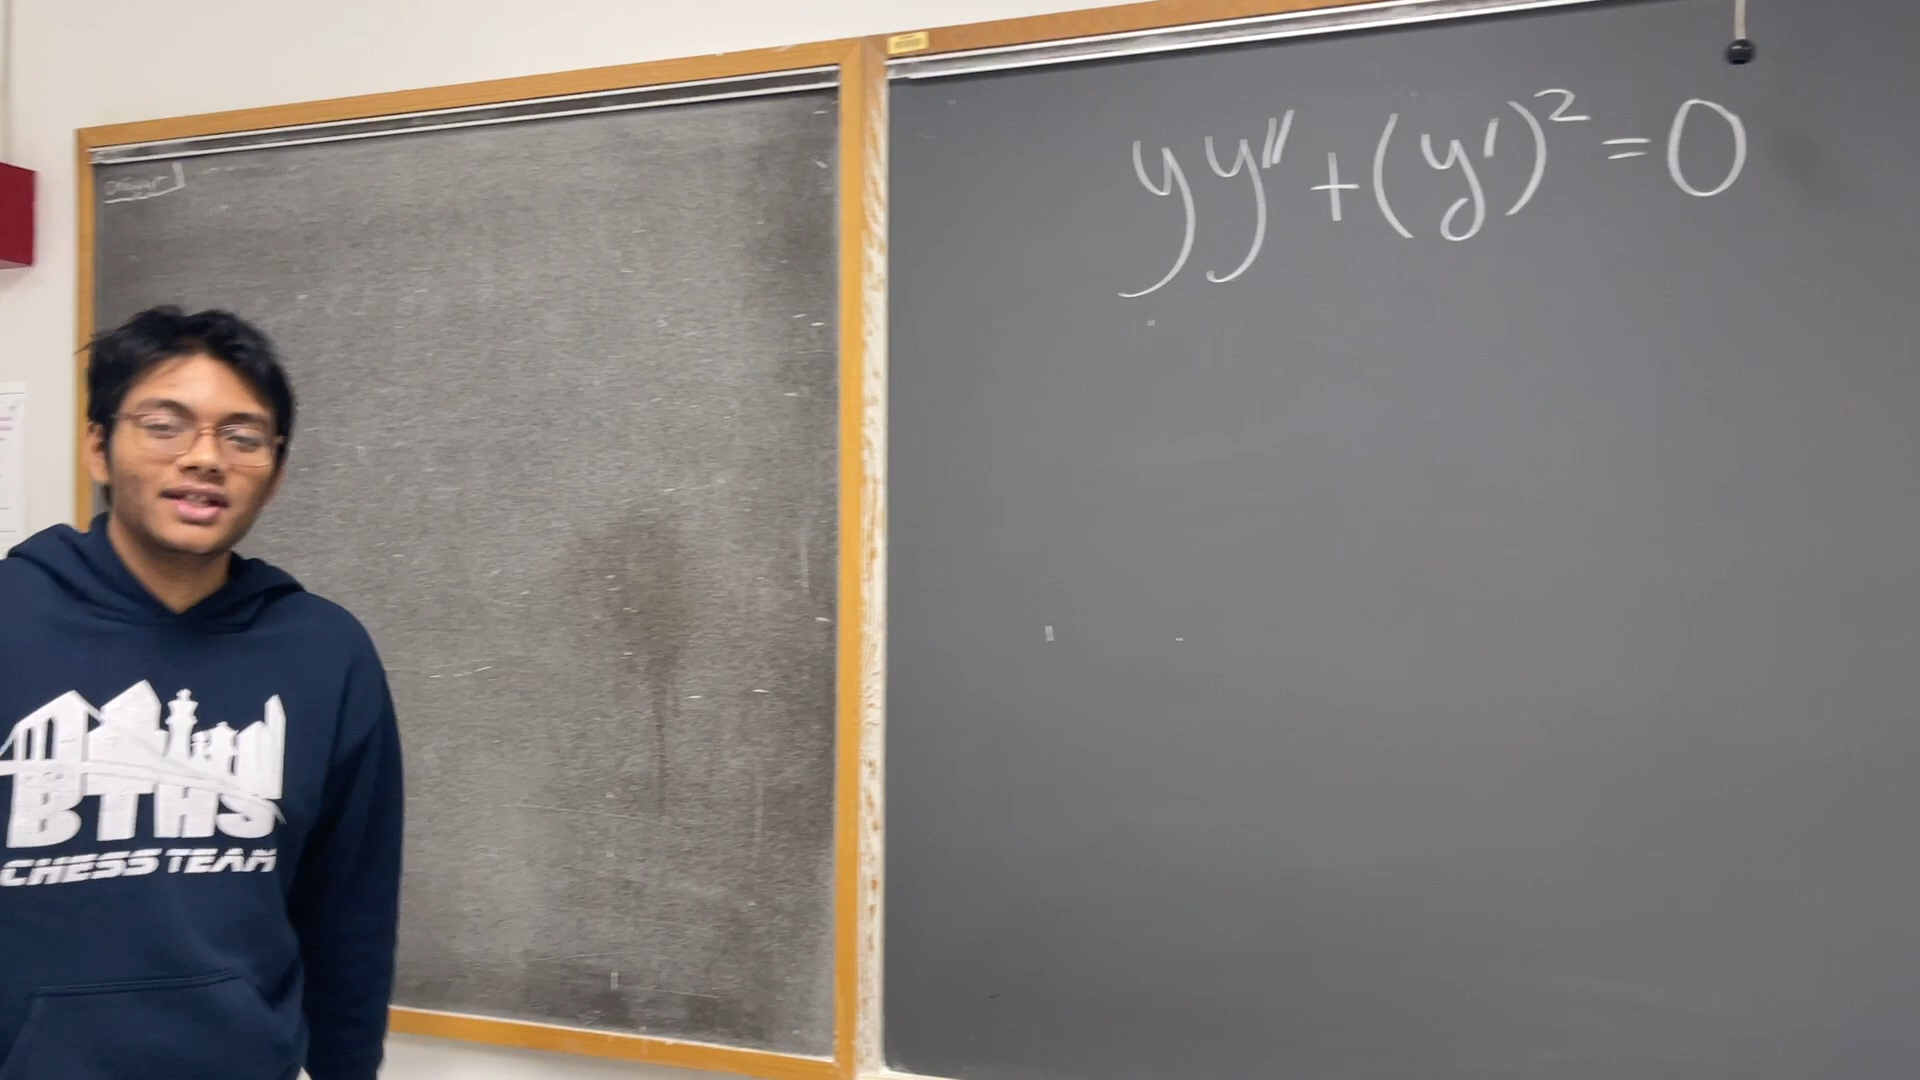 yy'' + (y')² = 0
BTHS
CHESS TEAM